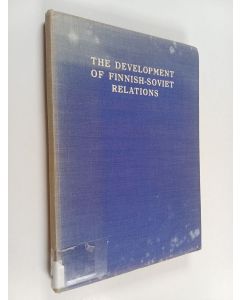 THE DEVELOPMENT
OF FINNISH-SOVIET
RELATIONS